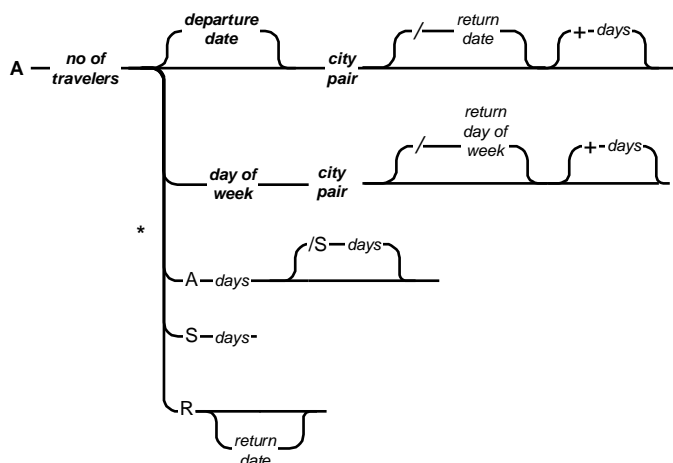 departure
date
/ return
date
+ - days
A no of
travelers
city
pair
return
day of
week
/
+ - days
day of
week
city
pair
*
/S days
A days
S days
R
return
date